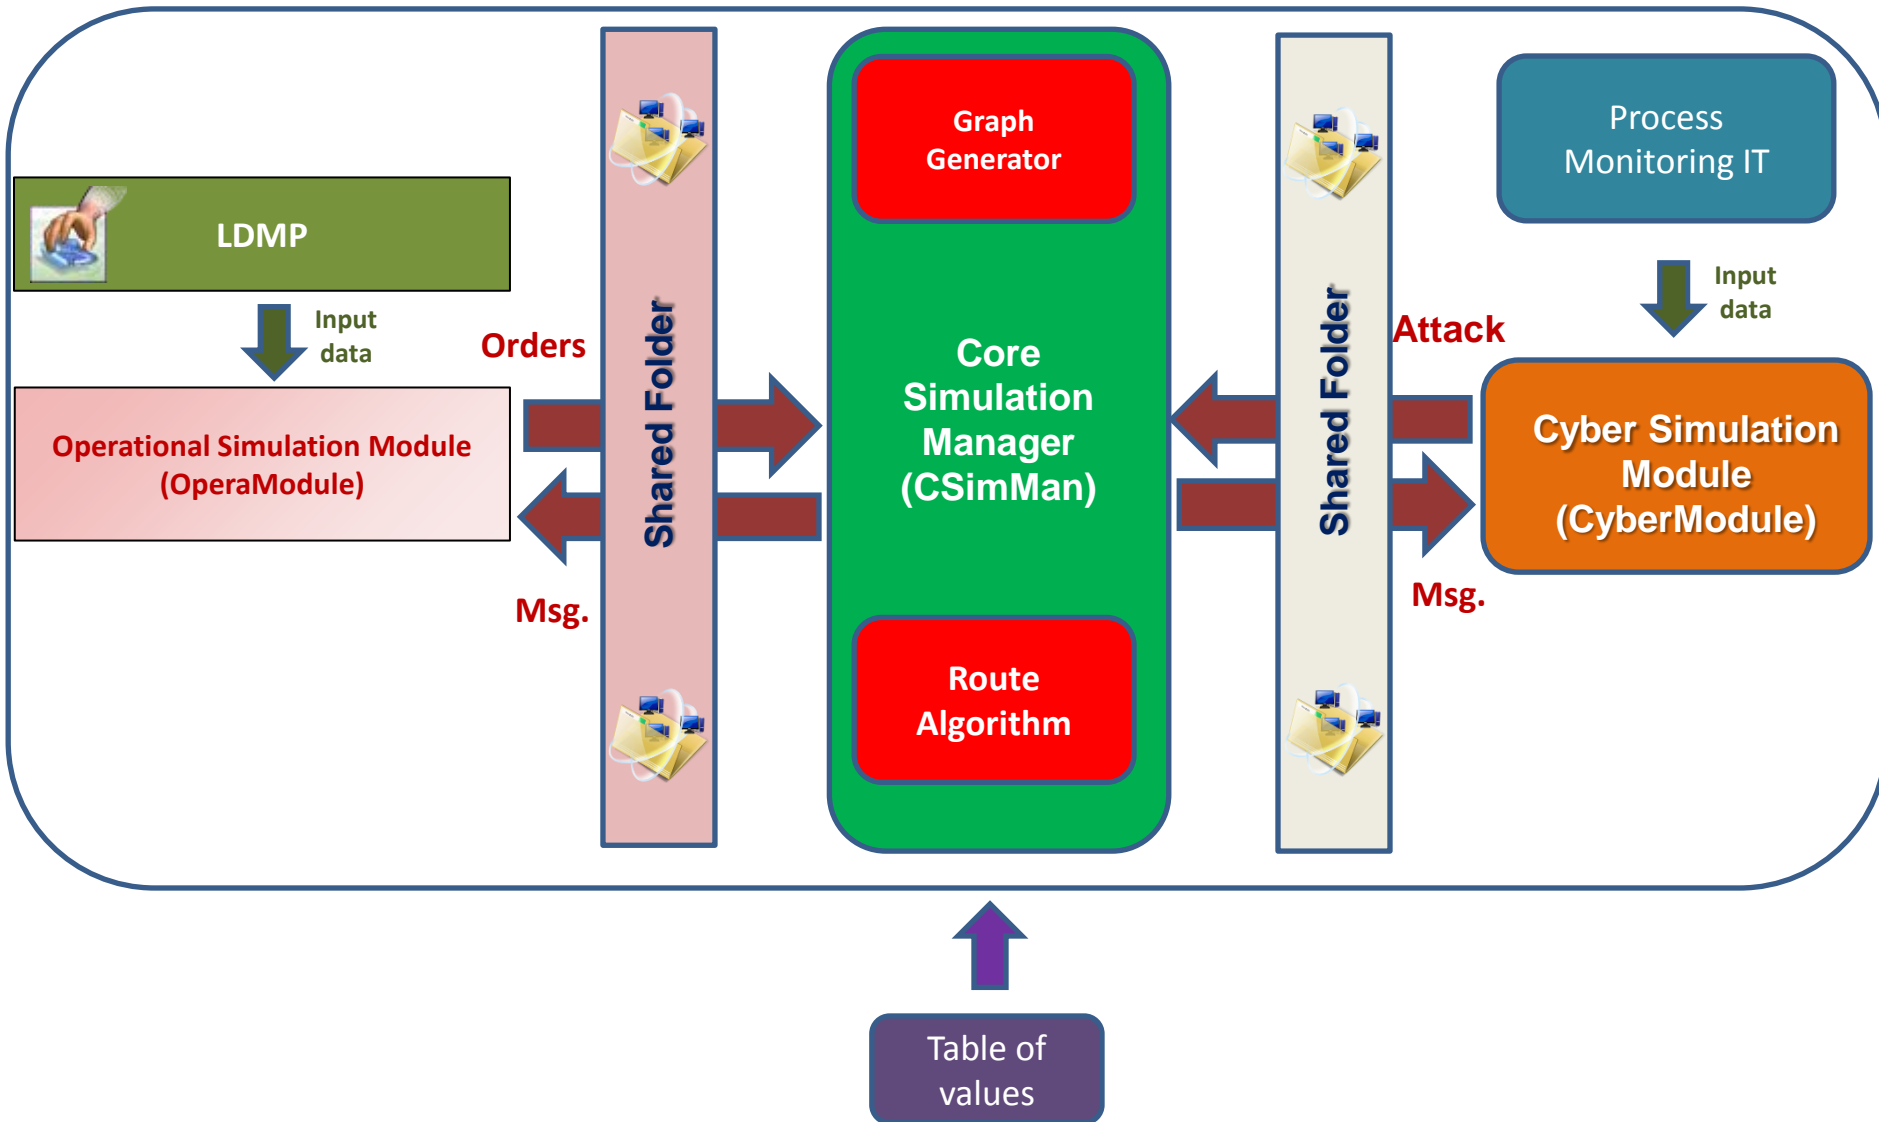 LDMP
Input
data
Operational Simulation Module
(OperaModule)
Orders
Msg.
Shared Folder
Graph
Generator
Core
Simulation
Manager
(CSimMan)
Route
Algorithm
Shared Folder
Attack
Msg.
Process
Monitoring IT
Input
data
Cyber Simulation
Module
(CyberModule)
Table of
values